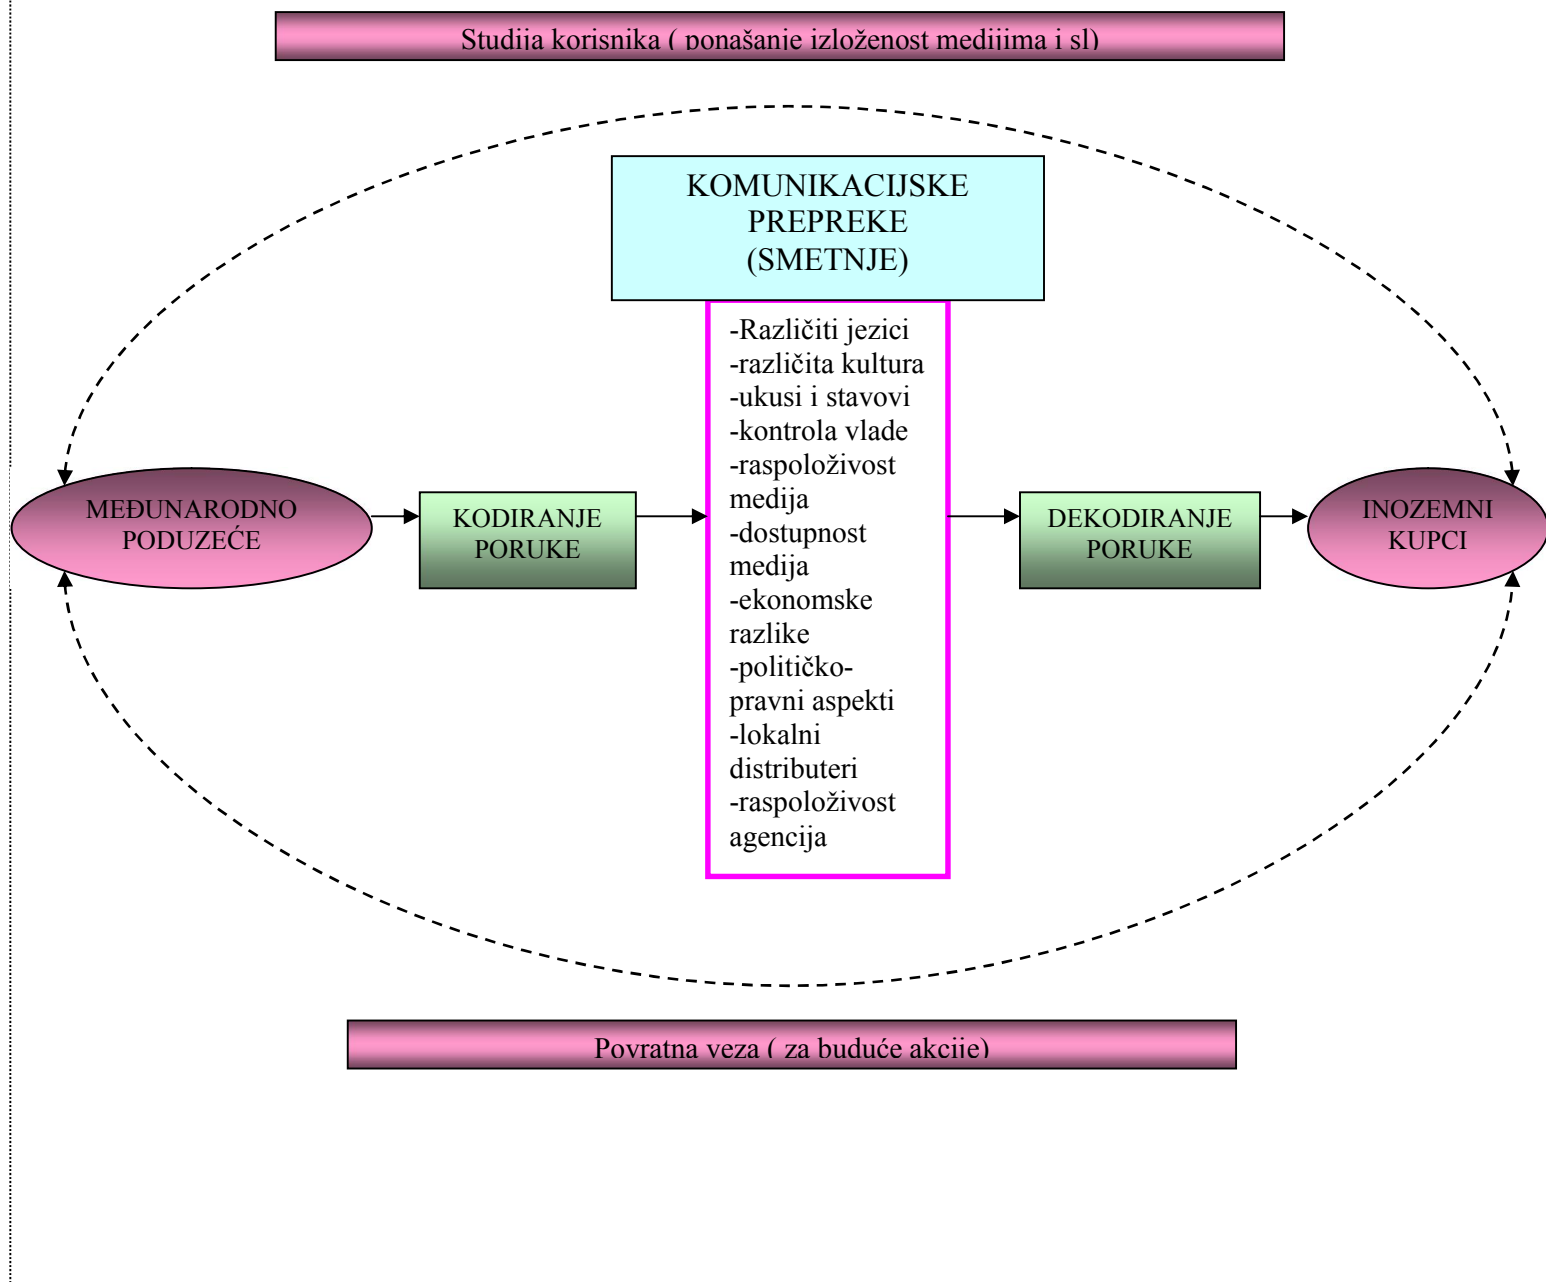 Studija korisnika ( ponašanje izloženost medijima i sl)
KOMUNIKACIJSKE
PREPREKE
(SMETNJE)
-Različiti jezici
-različita kultura
-ukusi i stavovi
-kontrola vlade
-raspoloživost
medija
-dostupnost
medija
-ekonomske
razlike
-političko-
pravni aspekti
-lokalni
distributeri
-raspoloživost
agencija
MEĐUNARODNO
PODUZEĆE
KODIRANJE
PORUKE
DEKODIRANJE
PORUKE
INOZEMNI
KUPCI
Povratna veza ( za buduće akcije)